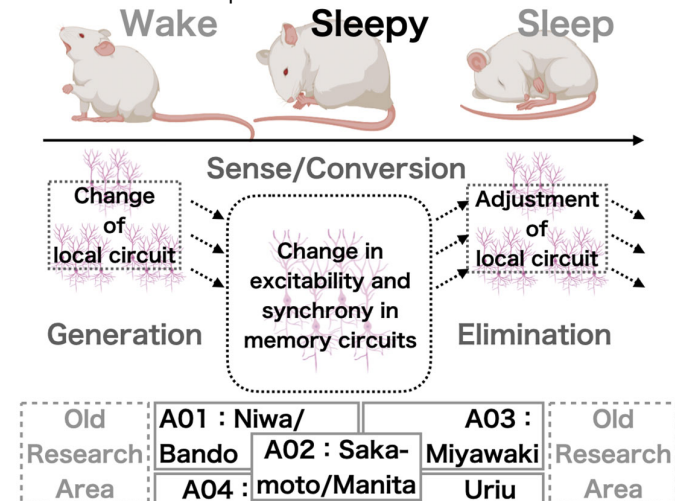 Wake
Sleepy
Sleep
Sense/Conversion
Change
of
local circuit
Change in
excitability and
synchrony in
memory circuits
Adjustment
of
local circuit
Generation
Elimination
Old
Research
Area
A01：Niwa/
Bando
A02：Saka-
moto/Manita
A03：
Miyawaki
A04：
Uriu
Old
Research
Area